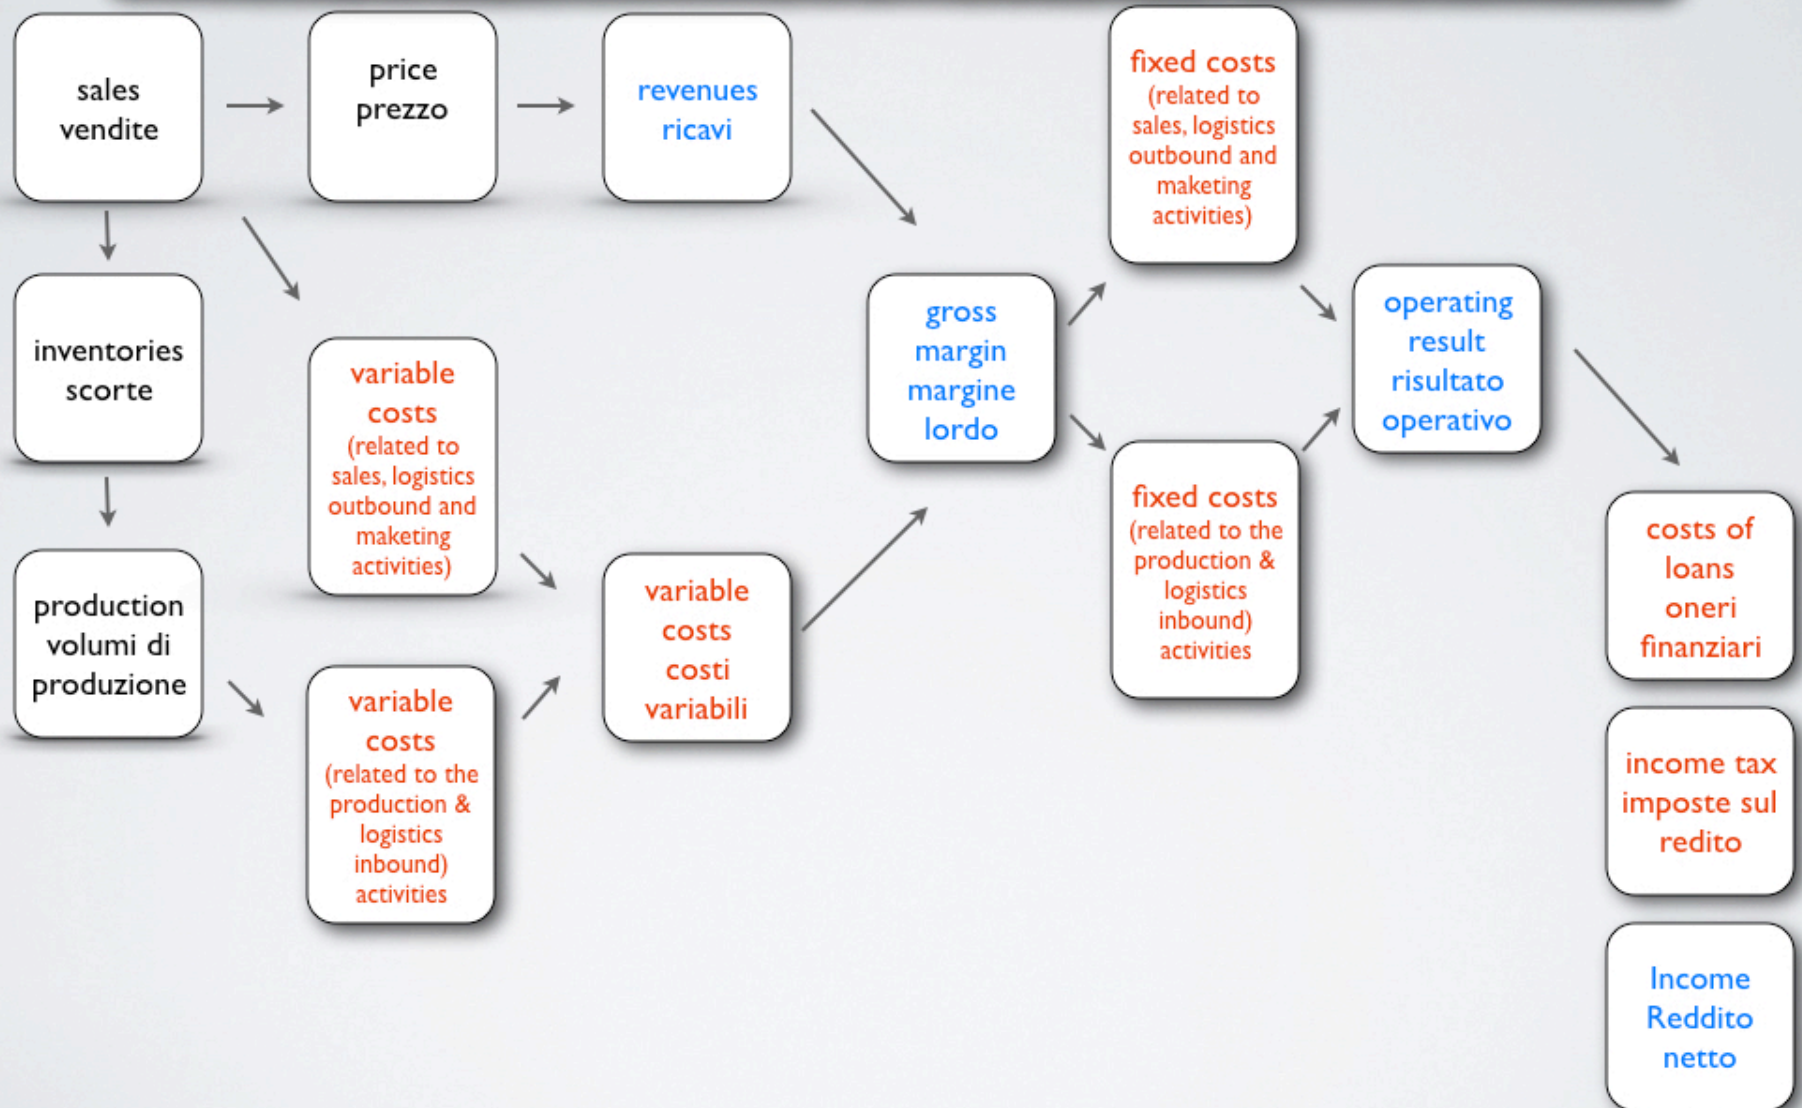 sales
vendite
price
prezzo
revenues
ricavi
fixed costs
(related to
sales, logistics
outbound and
maketing
activities)
inventories
scorte
variable
costs
(related to
sales, logistics
outbound and
maketing
activities)
gross
margin
margine
lordo
operating
result
risultato
operativo
production
volumi di
produzione
variable
costs
(related to the
production &
logistics
inbound)
activities
variable
costs
costi
variabili
fixed costs
(related to the
production &
logistics
inbound)
activities
costs of
loans
oneri
finanziari
income tax
imposte sul
redito
Income
Reddito
netto